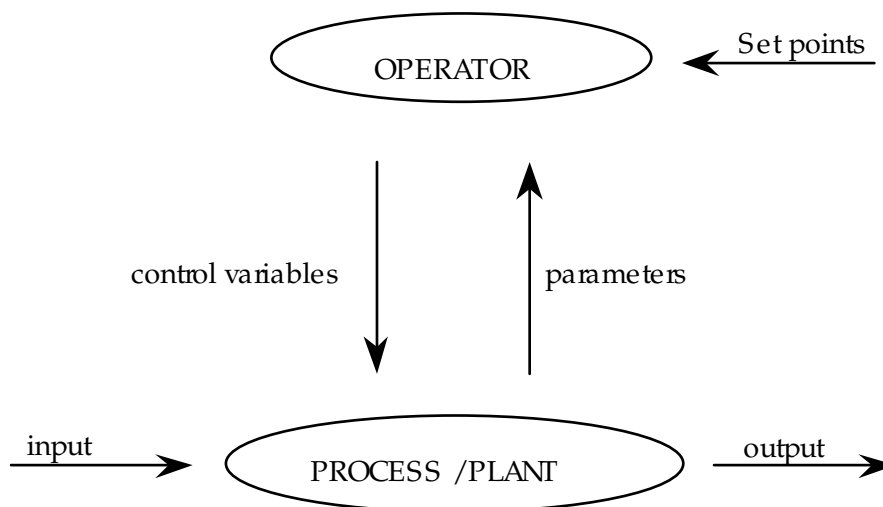 Set points
OPERATOR
control variables
parameters
input
output
PROCESS /PLANT